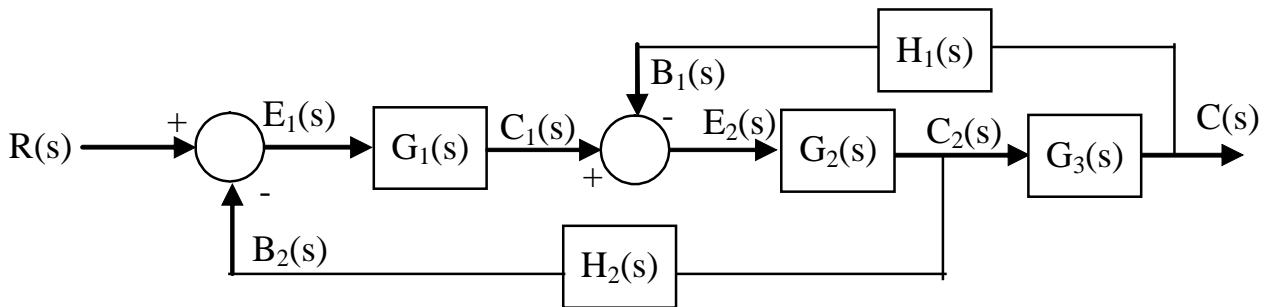 H₁(s)
B₁(s)
R(s)
+
E₁(s)
G₁(s)
C₁(s)
+
-
E₂(s)
G₂(s)
C₂(s)
G₃(s)
C(s)
-
B₂(s)
H₂(s)